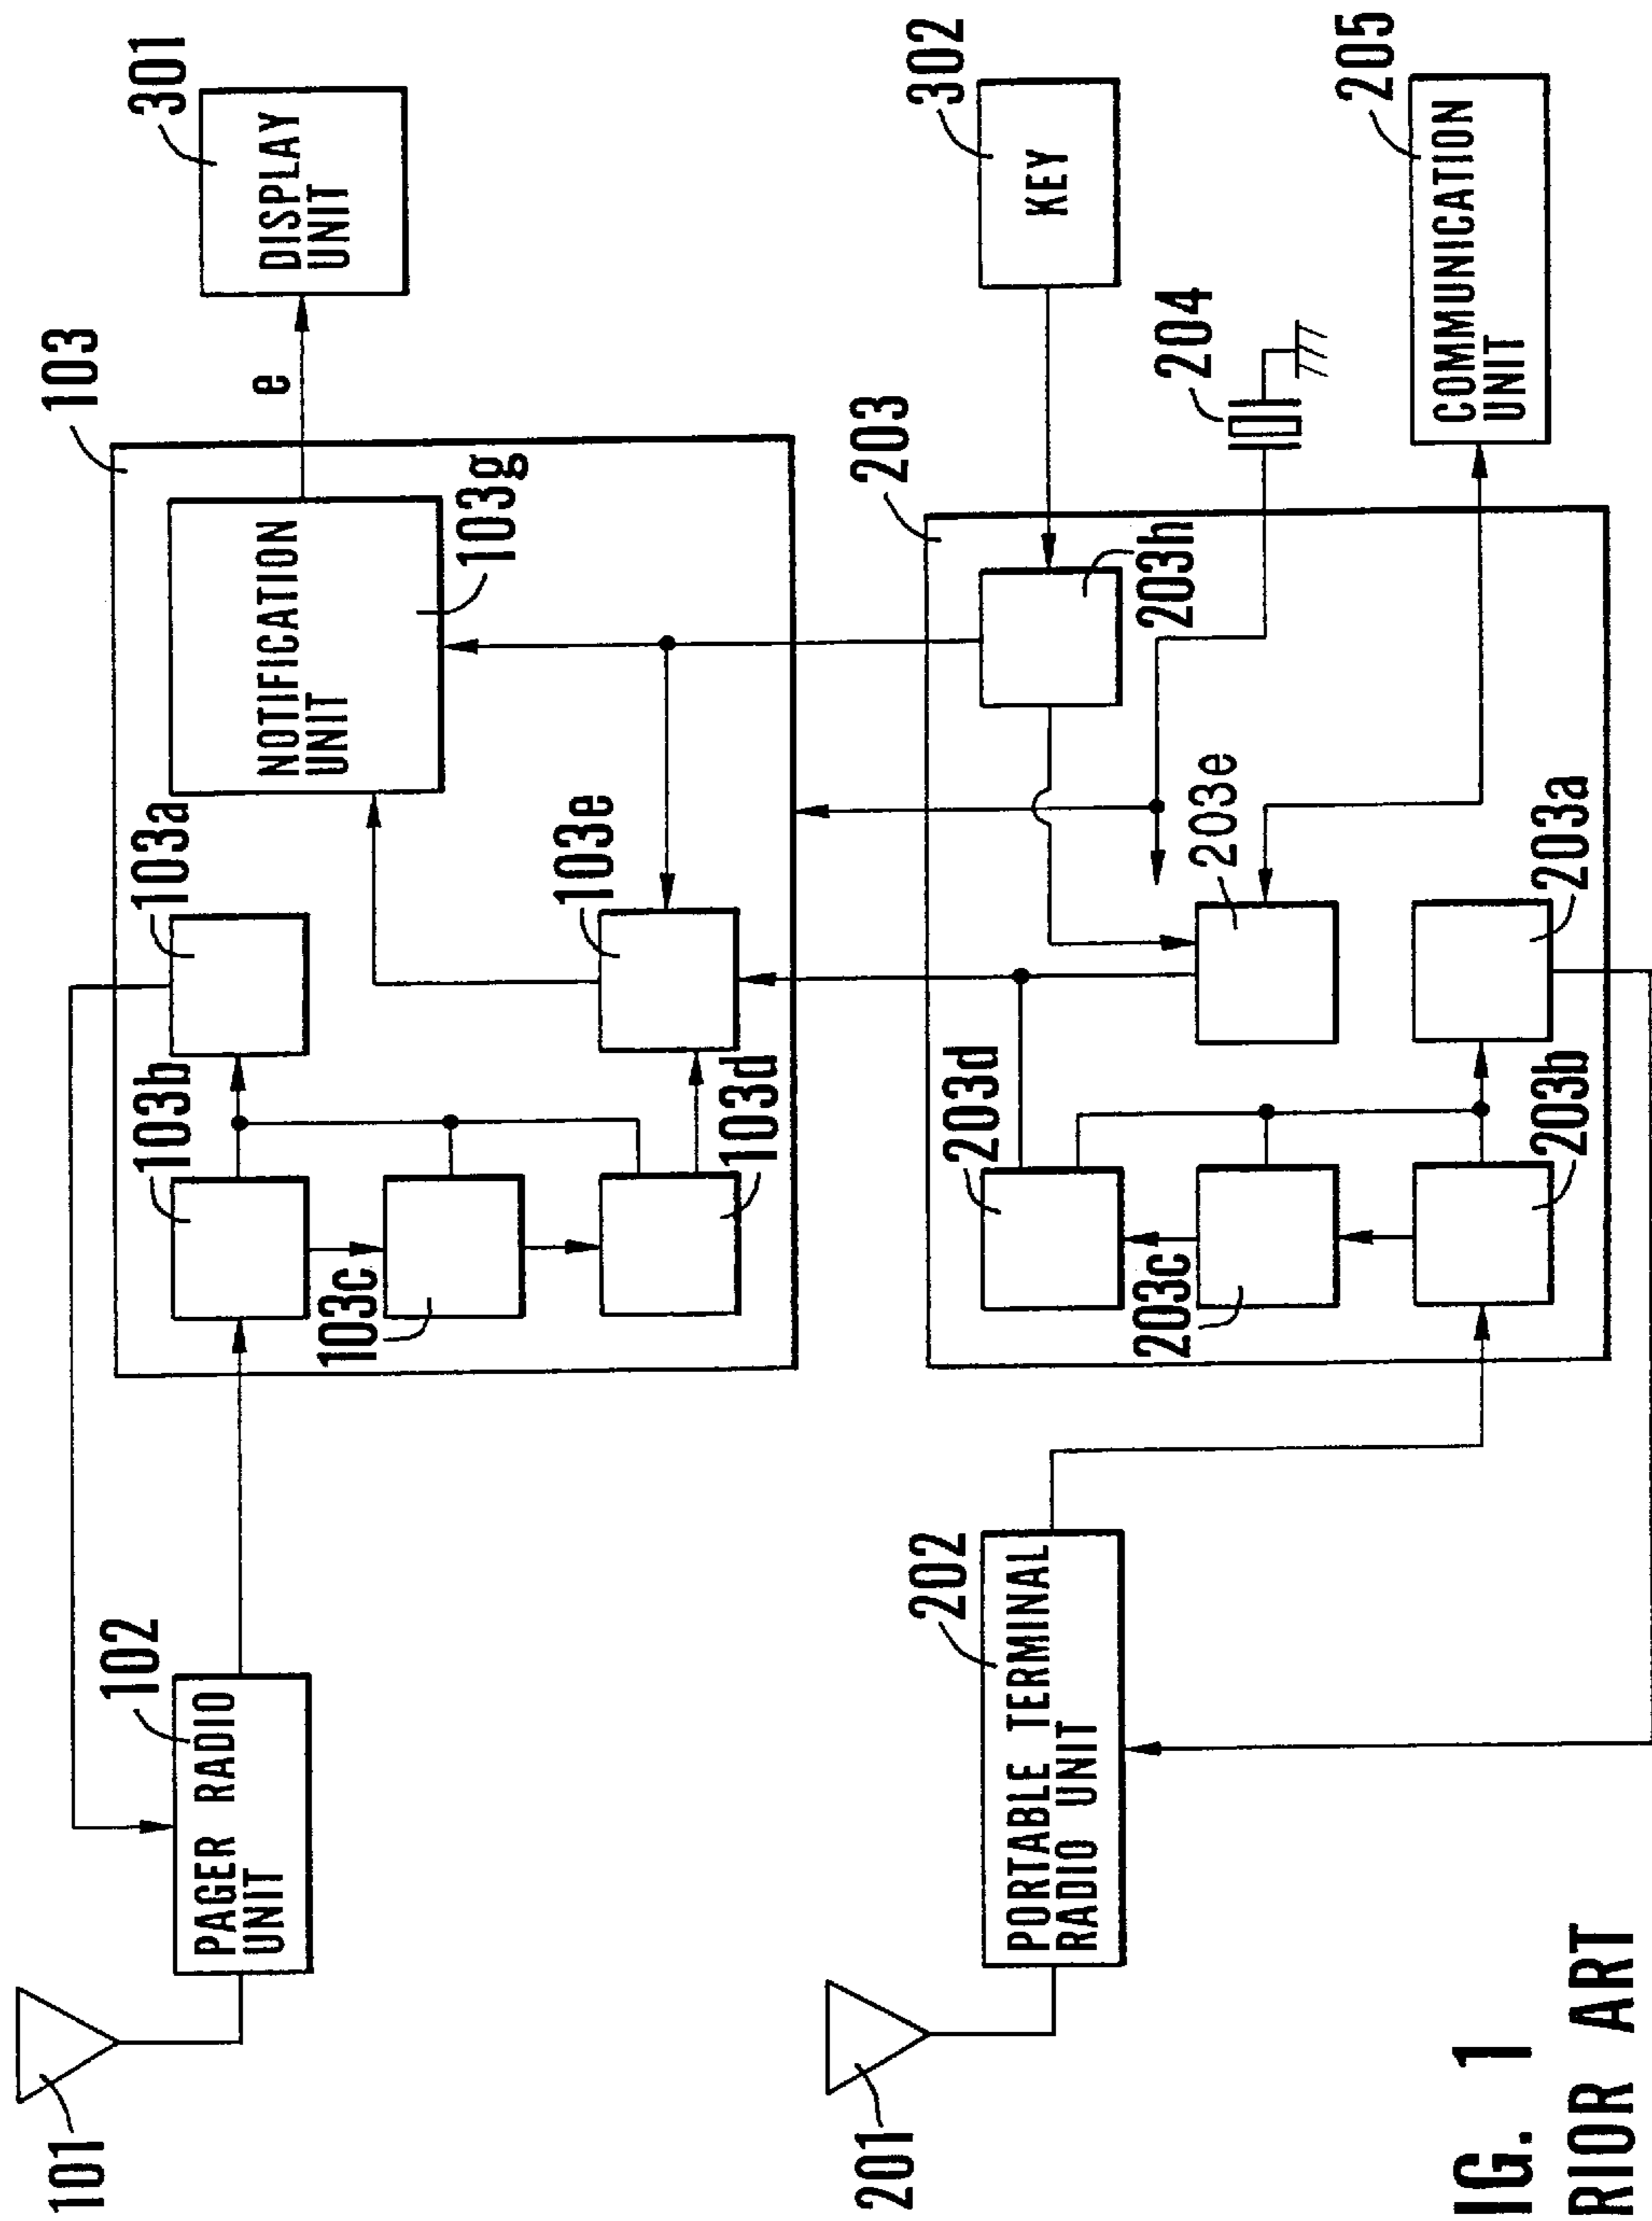 101
PAGER RADIO
UNIT
102
103
103b
103a
103c
103d
103e
NOTIFICATION
UNIT
103g
e
DISPLAY
UNIT
301
201
PORTABLE TERMINAL
RADIO UNIT
202
203
203d
203c
203b
203a
203e
203h
204
KEY
302
COMMUNICATION
UNIT
205
IG. 1
RIOR ART